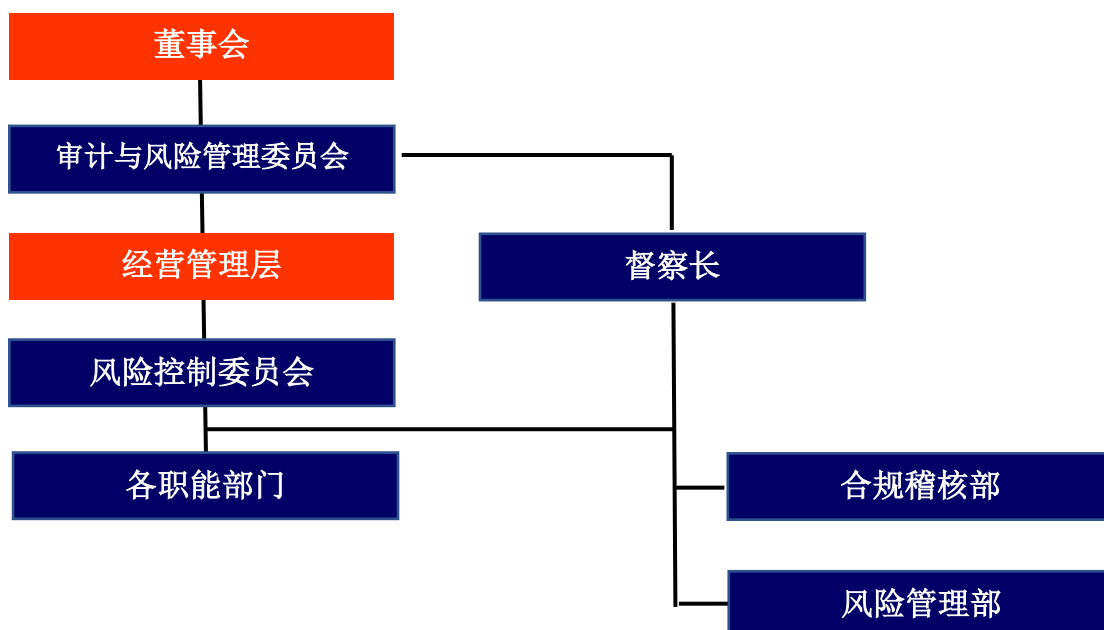 董事会
审计与风险管理委员会
经营管理层
督察长
风险控制委员会
各职能部门
合规稽核部
风险管理部